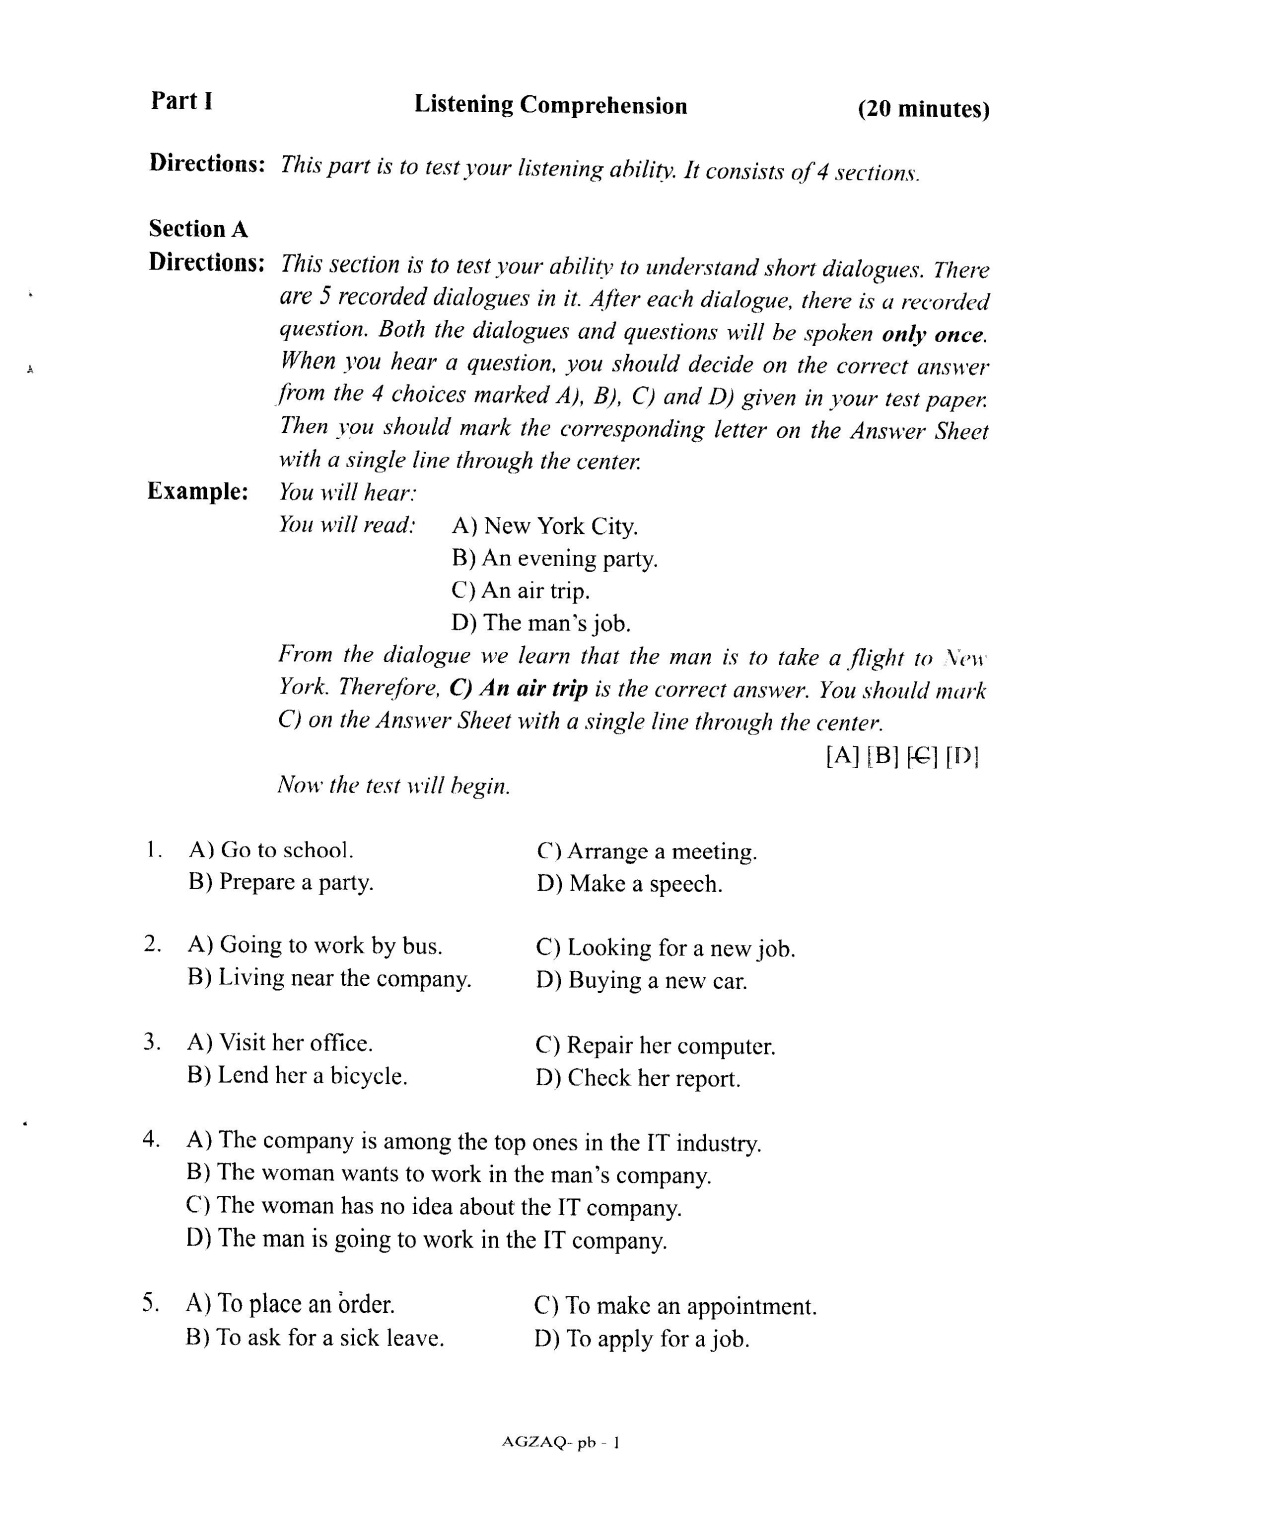 Part I Listening Comprehension (20 minutes)
Directions: This part is to test your listening ability. It consists of 4 sections.
Section A
Directions: This section is to test your ability to understand short dialogues. There
are 5 recorded dialogues in it. After each dialogue, there is a recorded
question. Both the dialogues and questions will be spoken only once.
When you hear a question, you should decide on the correct answer
from the 4 choices marked A), B), C) and D) given in your test paper.
Then you should mark the corresponding letter on the Answer Sheet
with a single line through the center.
Example: You will hear:
You will read: A) New York City.
B) An evening party.
C) An air trip.
D) The man's job.
From the dialogue we learn that the man is to take a flight to New
York. Therefore, C) An air trip is the correct answer. You should mark
C) on the Answer Sheet with a single line through the center.
[A] [B] [C] [D]
Now the test will begin.
1. A) Go to school. C) Arrange a meeting.
B) Prepare a party. D) Make a speech.
2. A) Going to work by bus. C) Looking for a new job.
B) Living near the company. D) Buying a new car.
3. A) Visit her office. C) Repair her computer.
B) Lend her a bicycle. D) Check her report.
4. A) The company is among the top ones in the IT industry.
B) The woman wants to work in the man's company.
C) The woman has no idea about the IT company.
D) The man is going to work in the IT company.
5. A) To place an order. C) To make an appointment.
B) To ask for a sick leave. D) To apply for a job.
AGZAQ- pb - 1